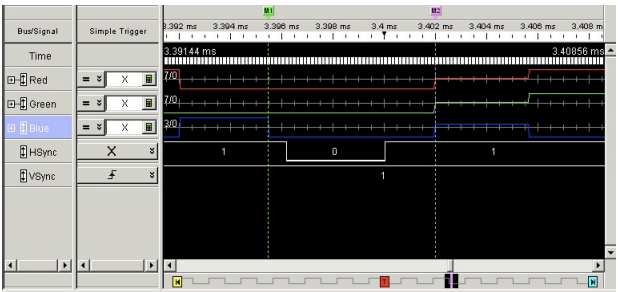 M1 M2
Bus/Signal Simple Trigger 3.392 ms 3.394 ms 3.396 ms 3.398 ms 3.4 ms 3.402 ms 3.404 ms 3.406 ms 3.408 m
Time 3.39144 ms 3.40856 ms
Red = X 7/0
Green = X 7/0
Blue = X 3/0
HSync X 1 0 1
VSync 1
T